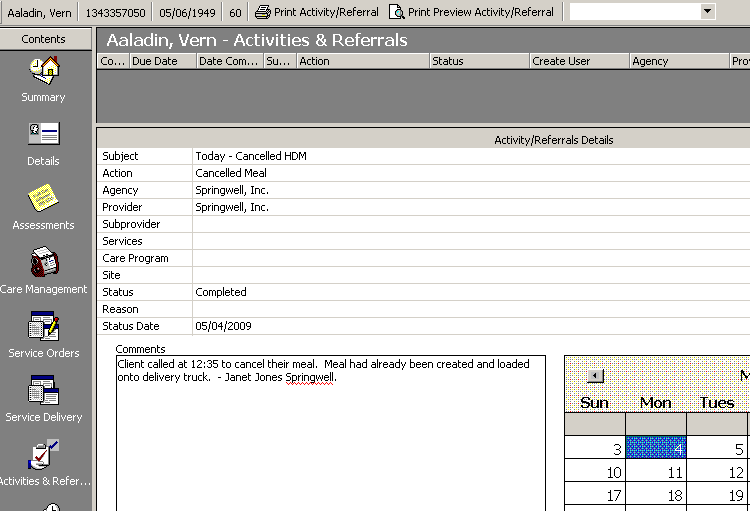 Aaladin, Vern 1343357050 05/06/1949 60 Print Activity/Referral Print Preview Activity/Referral
Contents
Summary
Details
Assessments
Care Management
Service Orders
Service Delivery
Activities & Refer...
Aaladin, Vern - Activities & Referrals
Co... Due Date Date Com... Su... Action Status Create User Agency Prov
Activity/Referrals Details
Subject Today - Cancelled HDM
Action Cancelled Meal
Agency Springwell, Inc.
Provider Springwell, Inc.
Subprovider
Services
Care Program
Site
Status Completed
Reason
Status Date 05/04/2009
Comments
Client called at 12:35 to cancel their meal. Meal had already been created and loaded
onto delivery truck. - Janet Jones Springwell.
M
Sun Mon Tues
3 4 5
10 11 12
17 18 19